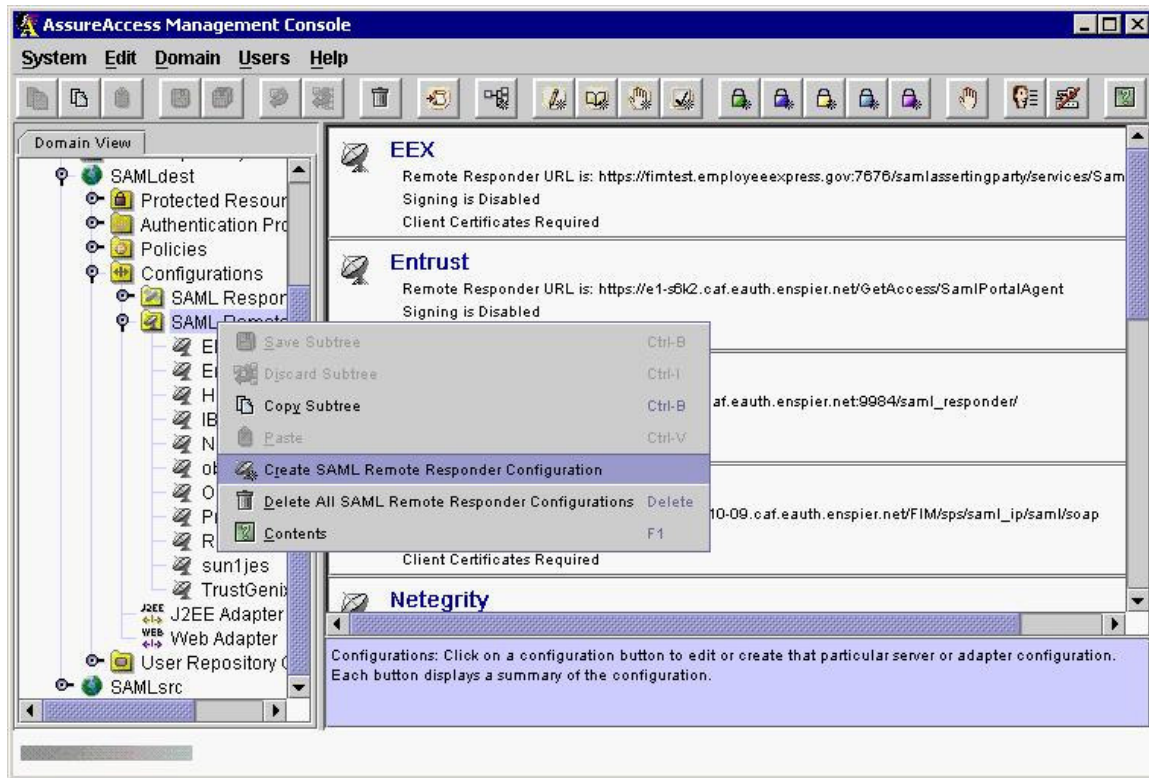 AssureAccess Management Console
System Edit Domain Users Help
Domain View
SAMLdest
Protected Resour
Authentication Pro
Policies
Configurations
SAML Respor
SAML Remote
H
IB
N
ol
O
R
sun1jes
TrustGenix
J2EE J2EE Adapter
WEB Web Adapter
User Repository
SAMLsrc
Save Subtree Ctrl-B
Discard Subtree Ctrl-I
Copy Subtree Ctrl-B
Paste Ctrl-V
Create SAML Remote Responder Configuration
Delete All SAML Remote Responder Configurations Delete
Contents F1
EEX
Remote Responder URL is: https://fimtest.employeeexpress.gov:7676/samlassertingparty/services/Sam
Signing is Disabled
Client Certificates Required
Entrust
Remote Responder URL is: https://e1-s6k2.caf.eauth.enspier.net/GetAccess/SamlPortalAgent
Signing is Disabled
af.eauth.enspier.net:9984/saml_responder/
10-09.caf.eauth.enspier.net/FIM/sps/saml_ip/saml/soap
Client Certificates Required
Netegrity
Configurations: Click on a configuration button to edit or create that particular server or adapter configuration.
Each button displays a summary of the configuration.